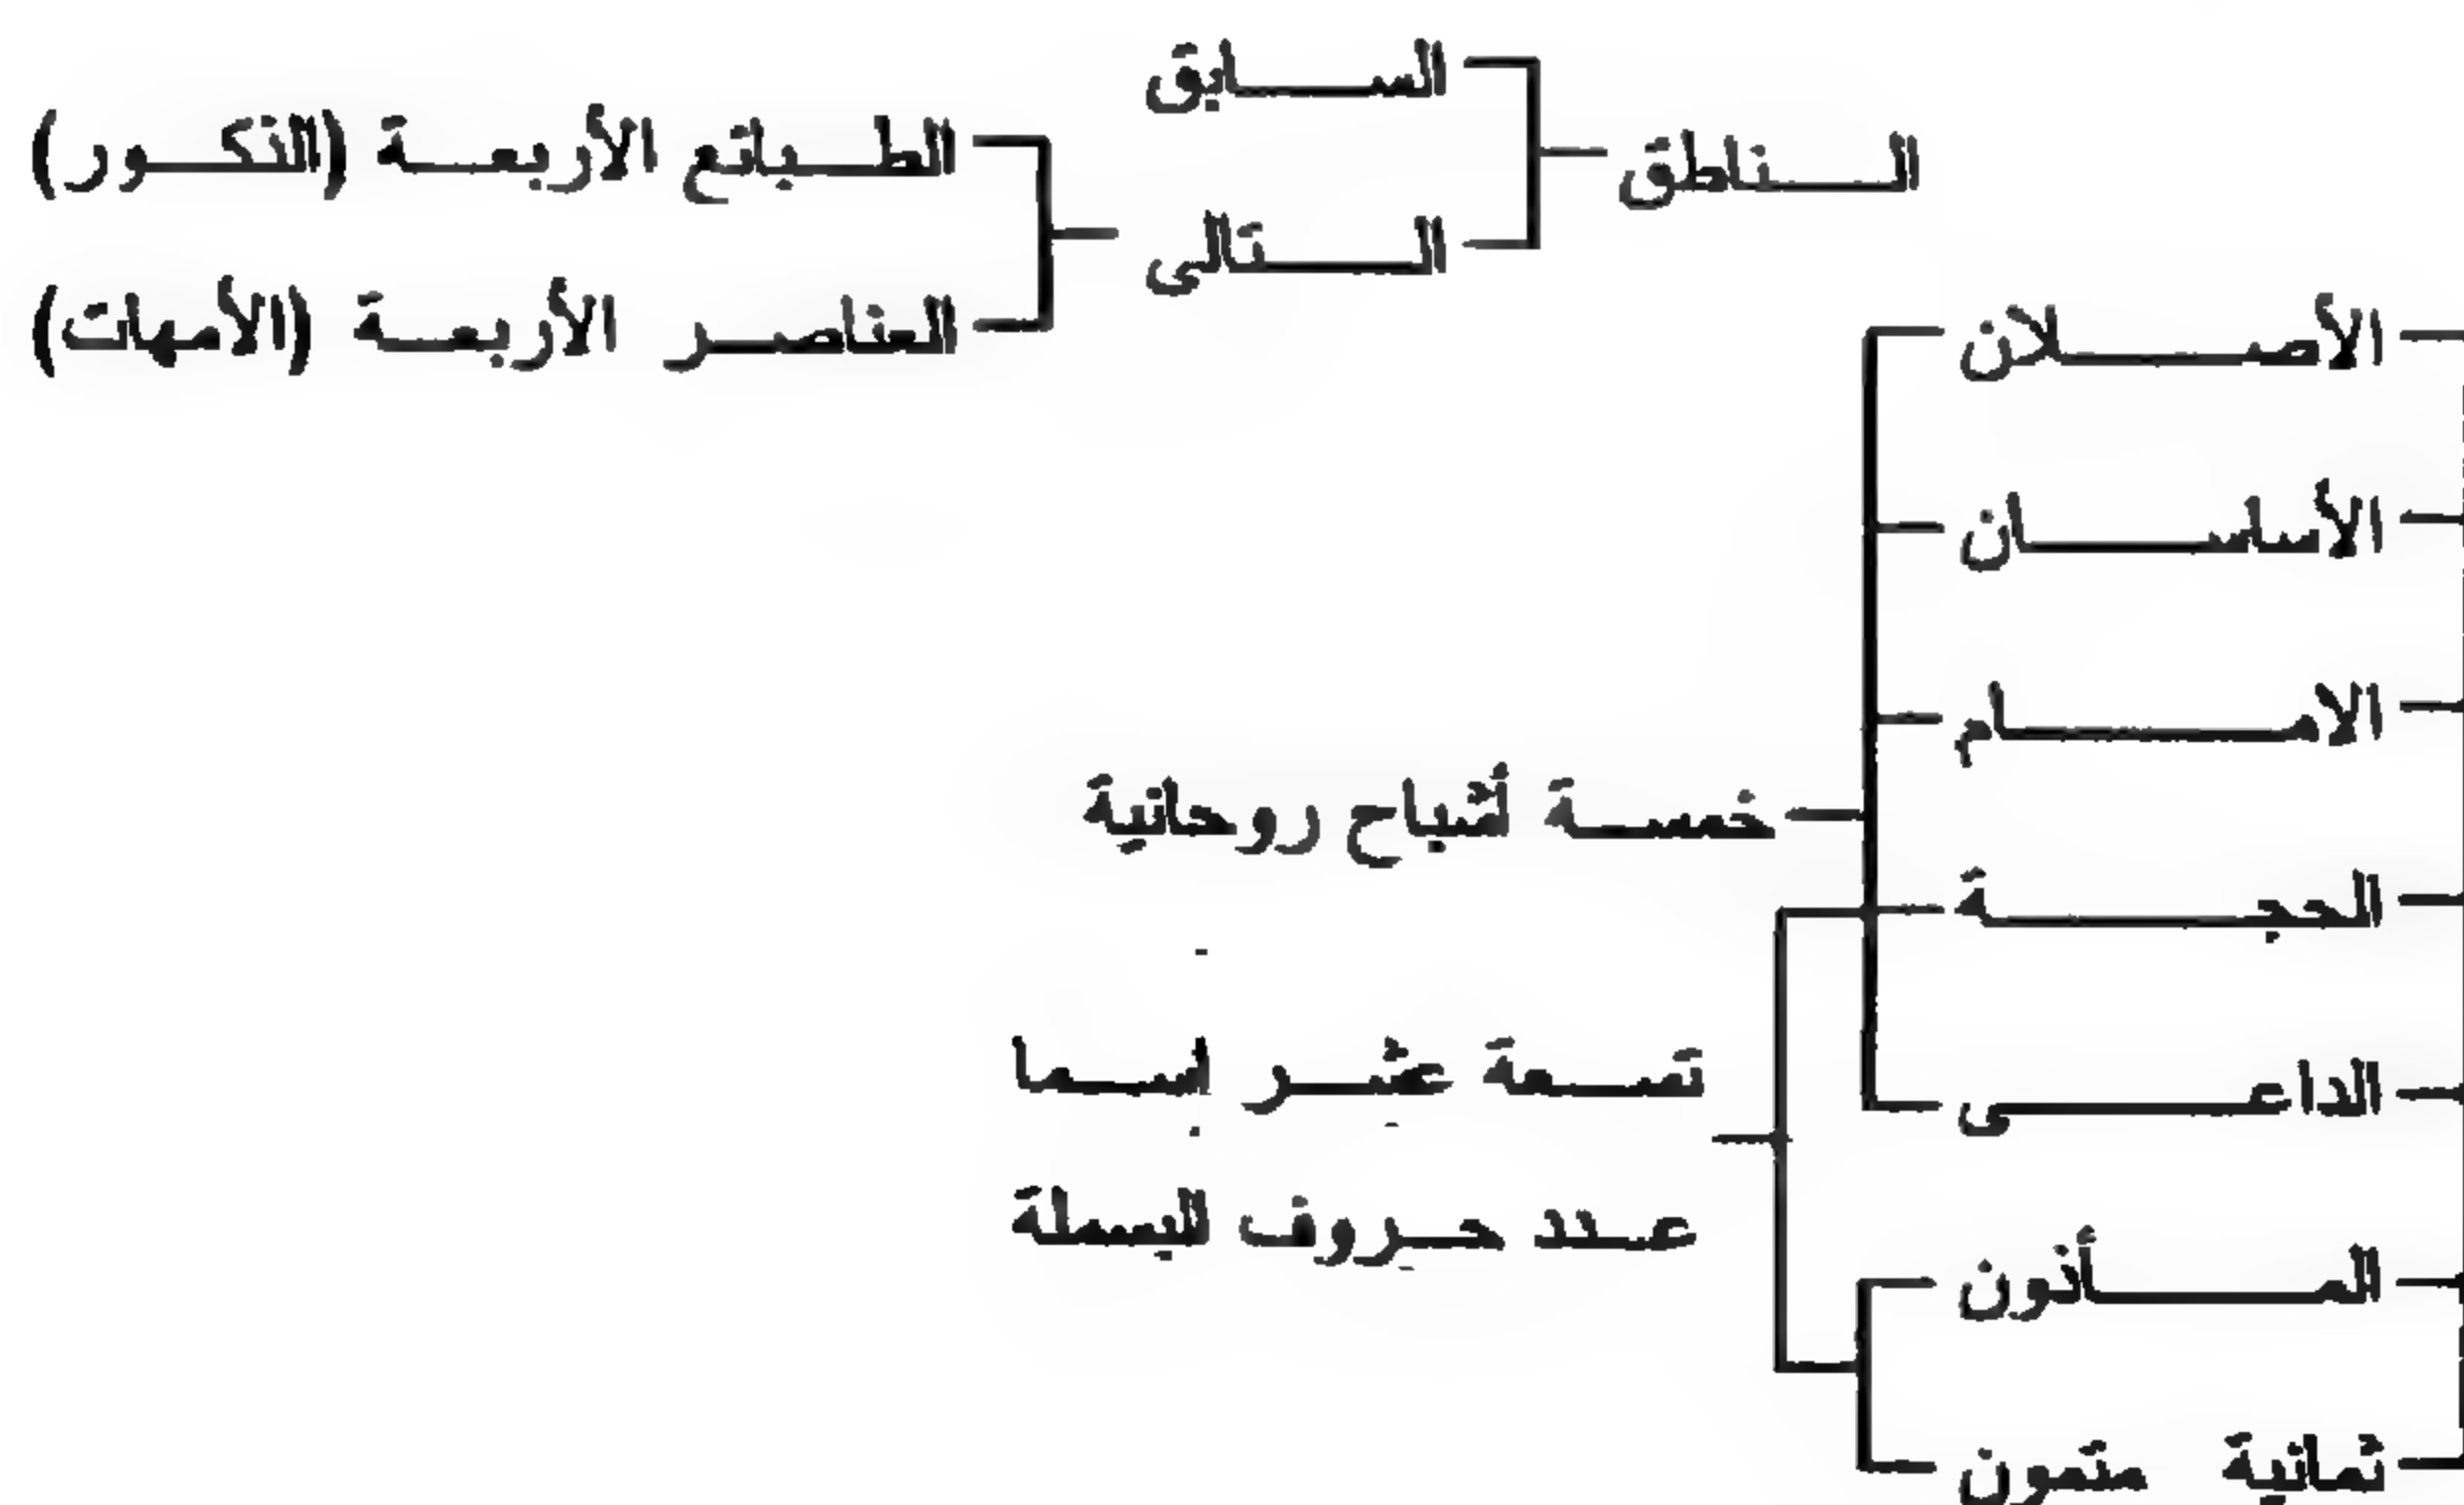 السابق
الناطق
الطبائع الأربعة (الذكور)
التالى
العناصر الأربعة (الأمهات)
الأصلان
الأساسان
الامام
خمسة أشباح روحانية
الحجة
تسعة عشر اسما
الداعى
عدد حروف البسملة
المأذون
ثمانية متمون